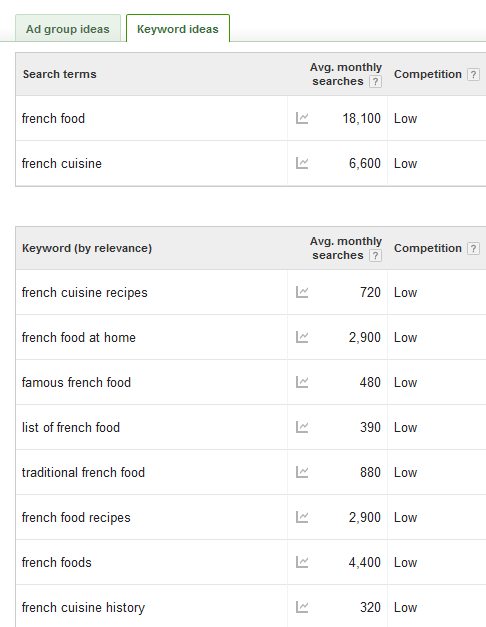 Ad group ideas Keyword ideas
Search terms Avg. monthly searches ? Competition ?
french food 18,100 Low
french cuisine 6,600 Low
Keyword (by relevance) Avg. monthly searches ? Competition ?
french cuisine recipes 720 Low
french food at home 2,900 Low
famous french food 480 Low
list of french food 390 Low
traditional french food 880 Low
french food recipes 2,900 Low
french foods 4,400 Low
french cuisine history 320 Low